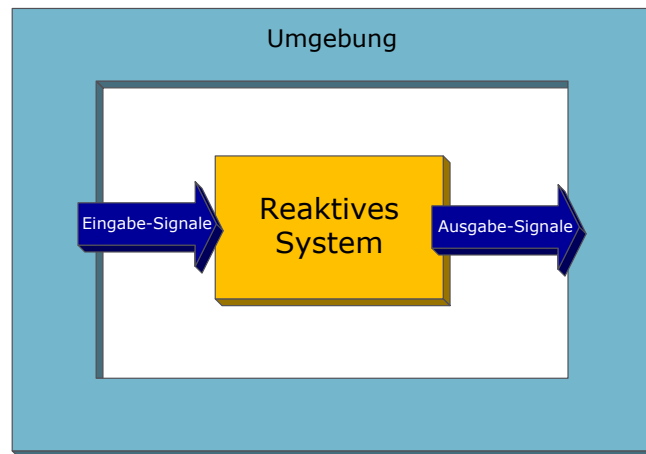 Umgebung
Eingabe-Signale
Reaktives
System
Ausgabe-Signale